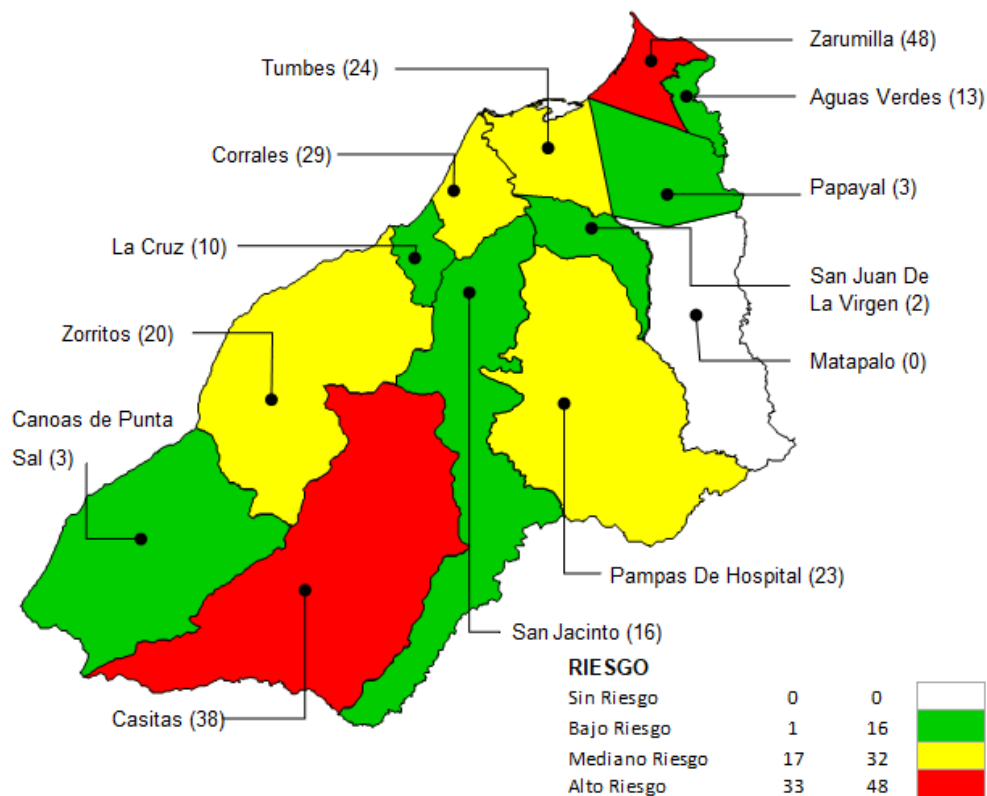 Zarumilla (48)
Tumbes (24)
Aguas Verdes (13)
Corrales (29)
Papayal (3)
La Cruz (10)
San Juan De
La Virgen (2)
Zorritos (20)
Matapalo (0)
Canoas de Punta
Sal (3)
Pampas De Hospital (23)
San Jacinto (16)
Casitas (38)
RIESGO
Sin Riesgo 0 0
Bajo Riesgo 1 16
Mediano Riesgo 17 32
Alto Riesgo 33 48